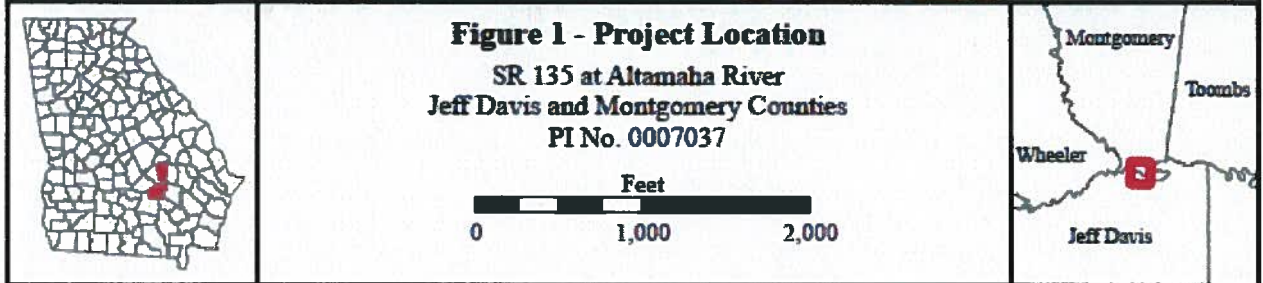 Figure 1 - Project Location
SR 135 at Altamaha River
Jeff Davis and Montgomery Counties
PI No. 0007037
Feet
0 1,000 2,000
Montgomery
Toombs
Wheeler
Jeff Davis